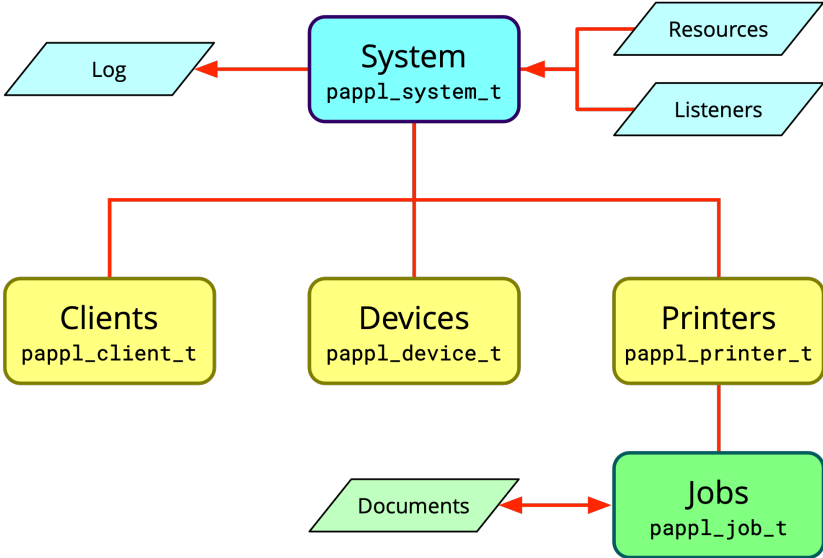 Log
System
pappl_system_t
Resources
Listeners
Clients
pappl_client_t
Devices
pappl_device_t
Printers
pappl_printer_t
Documents
Jobs
pappl_job_t